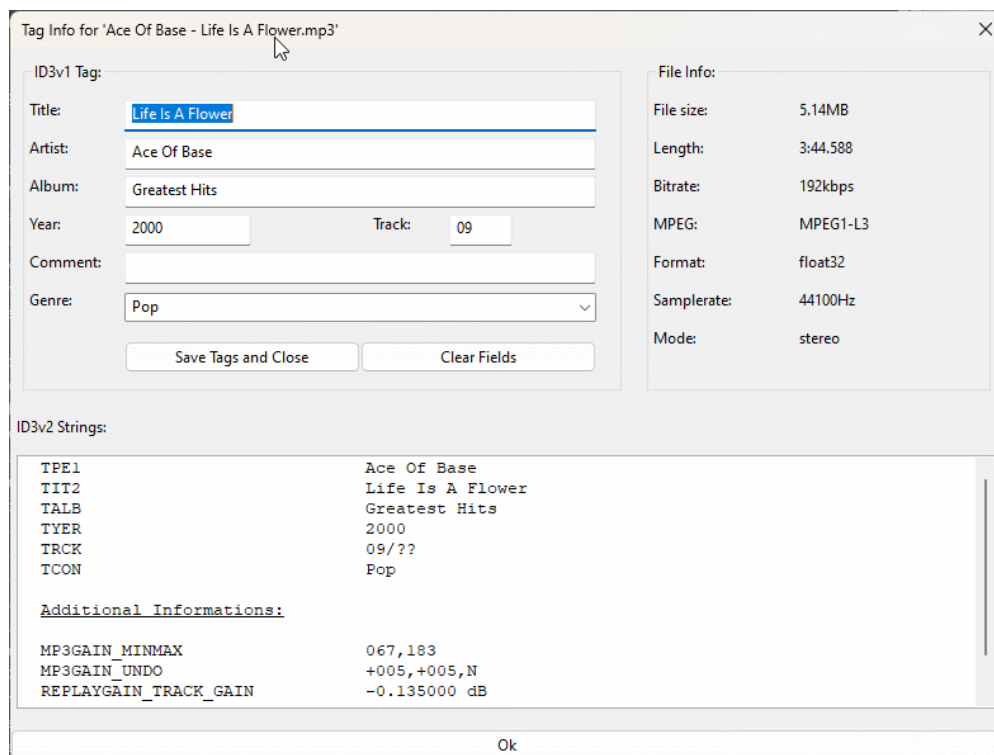 Tag Info for 'Ace Of Base - Life Is A Flower.mp3'
ID3v1 Tag:
Title: Life Is A Flower
Artist: Ace Of Base
Album: Greatest Hits
Year: 2000 Track: 09
Comment:
Genre: Pop
Save Tags and Close Clear Fields
File Info:
File size: 5.14MB
Length: 3:44.588
Bitrate: 192kbps
MPEG: MPEG1-L3
Format: float32
Samplerate: 44100Hz
Mode: stereo
ID3v2 Strings:
TPE1 Ace Of Base
TIT2 Life Is A Flower
TALB Greatest Hits
TYER 2000
TRCK 09/??
TCON Pop
Additional Informations:
MP3GAIN_MINMAX 067,183
MP3GAIN_UNDO +005,+005,N
REPLAYGAIN_TRACK_GAIN -0.135000 dB
Ok